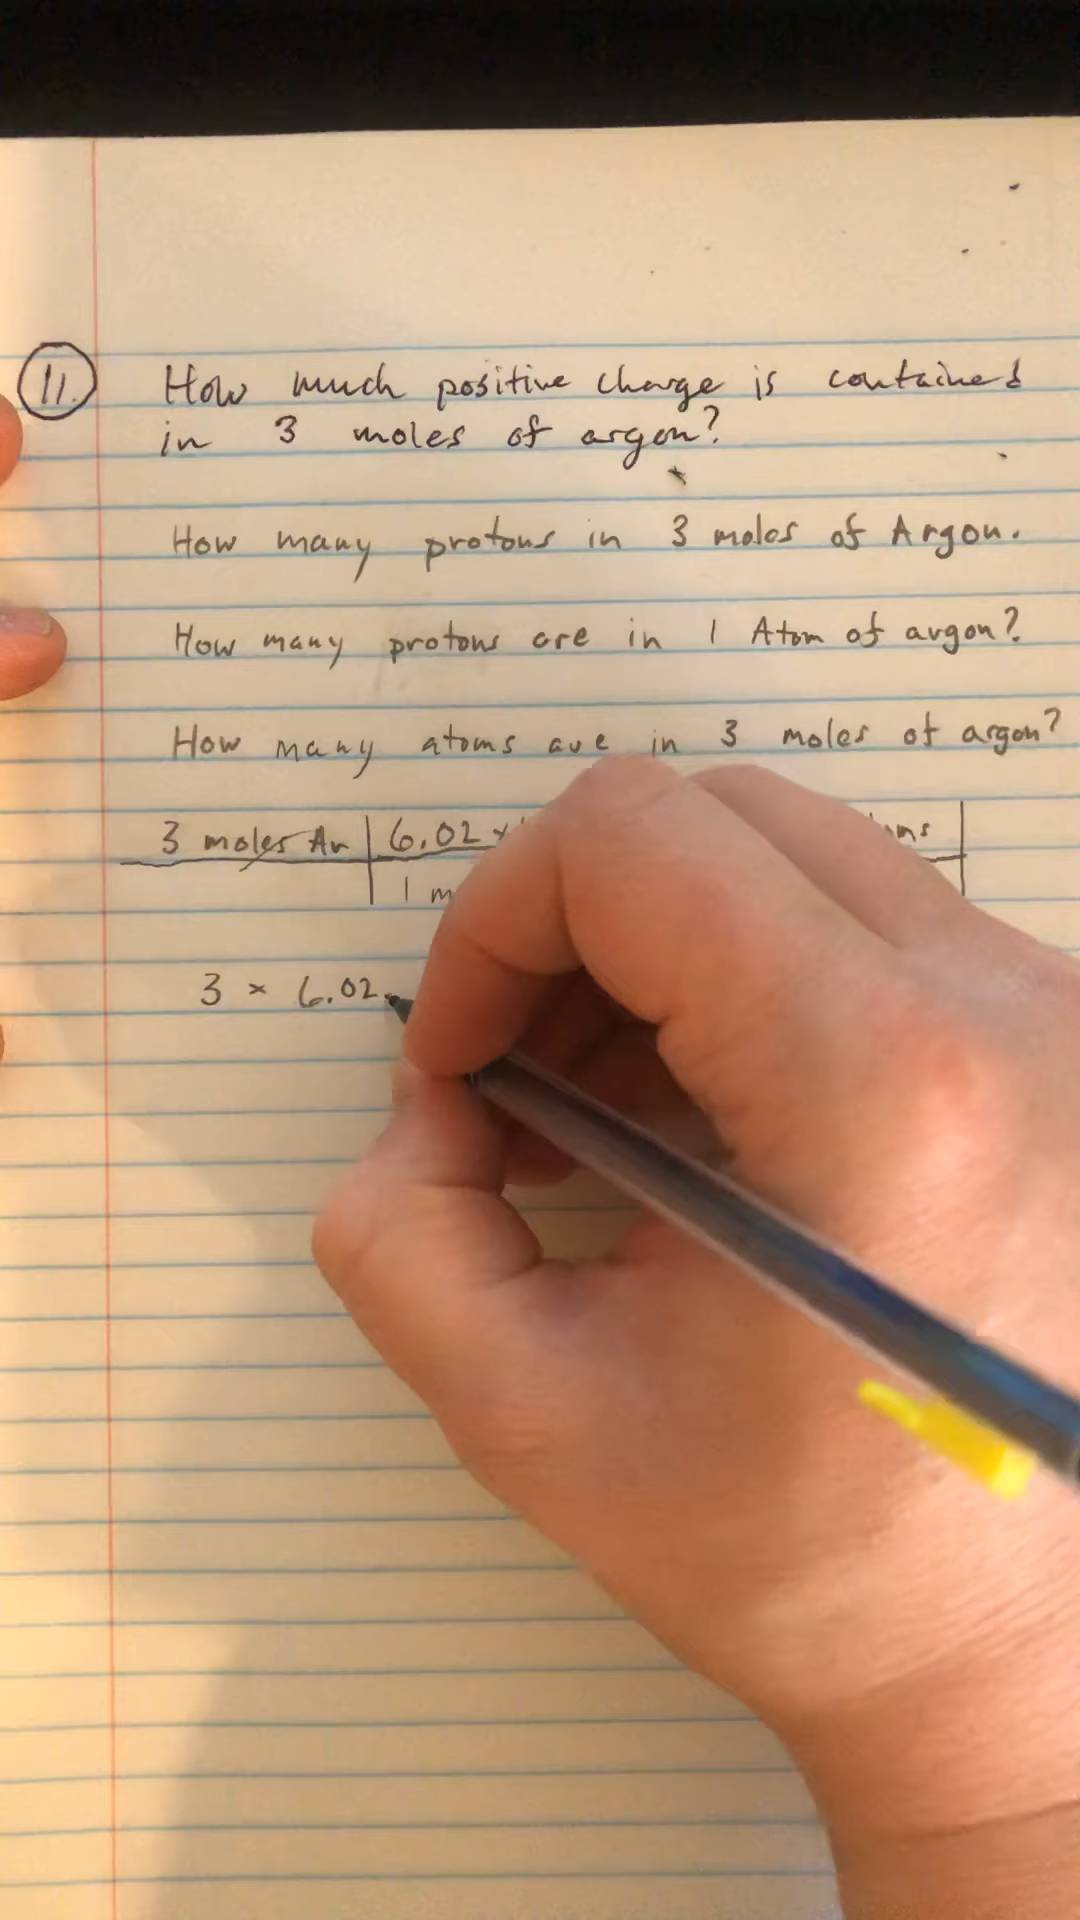 11. How much positive charge is contained
in 3 moles of argon?
How many protons in 3 moles of Argon.
How many protons are in 1 Atom of argon?
How many atoms are in 3 moles of argon?
3 moles Ar 6.02 ×
1
3 × 6.02